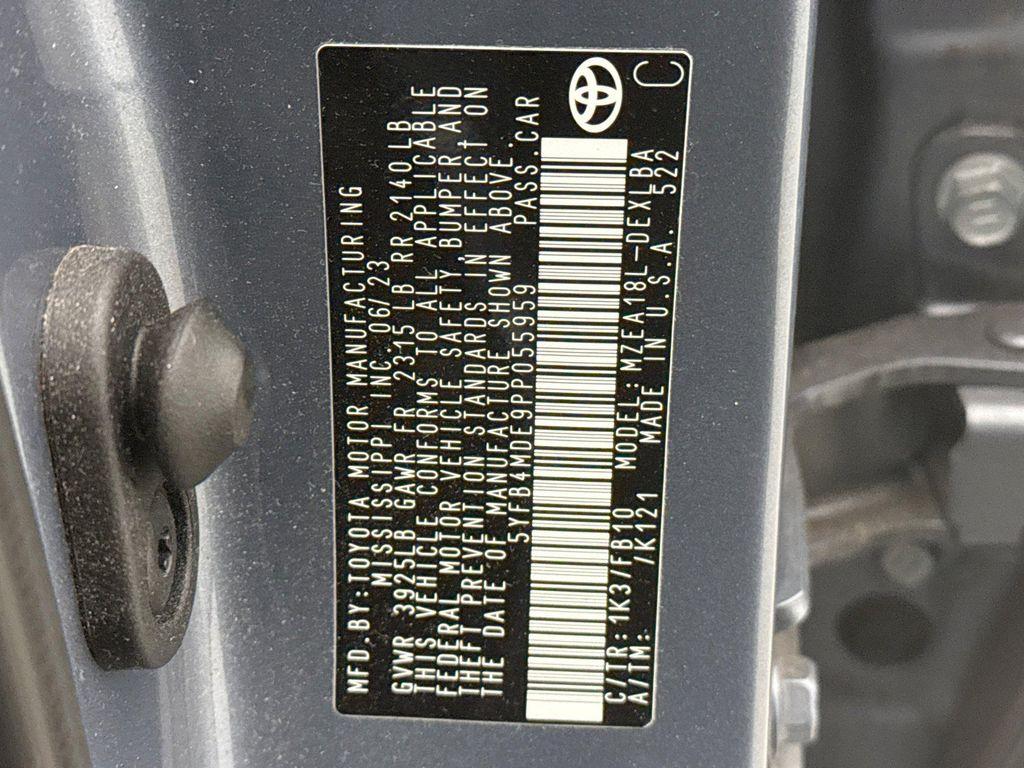 MFD.BY:TOYOTA MOTOR MANUFACTURING
MISSISSIPPI INC.06/23
GVWR 3925LB GAWR FR 2315 LB RR 2140 LB
THIS VEHICLE CONFORMS TO ALL APPLICABLE
FEDERAL MOTOR VEHICLE SAFETY,BUMPER,AND
THEFT PREVENTION STANDARDS IN EFFECT ON
THE DATE OF MANUFACTURE SHOWN ABOVE.
5YFB4MDE9PP055959 PASS.CAR
C/TR:1K3/FB10 MODEL:MZEA18L-DEXLBA
A/TM: /K121 MADE IN U.S.A. 522
C